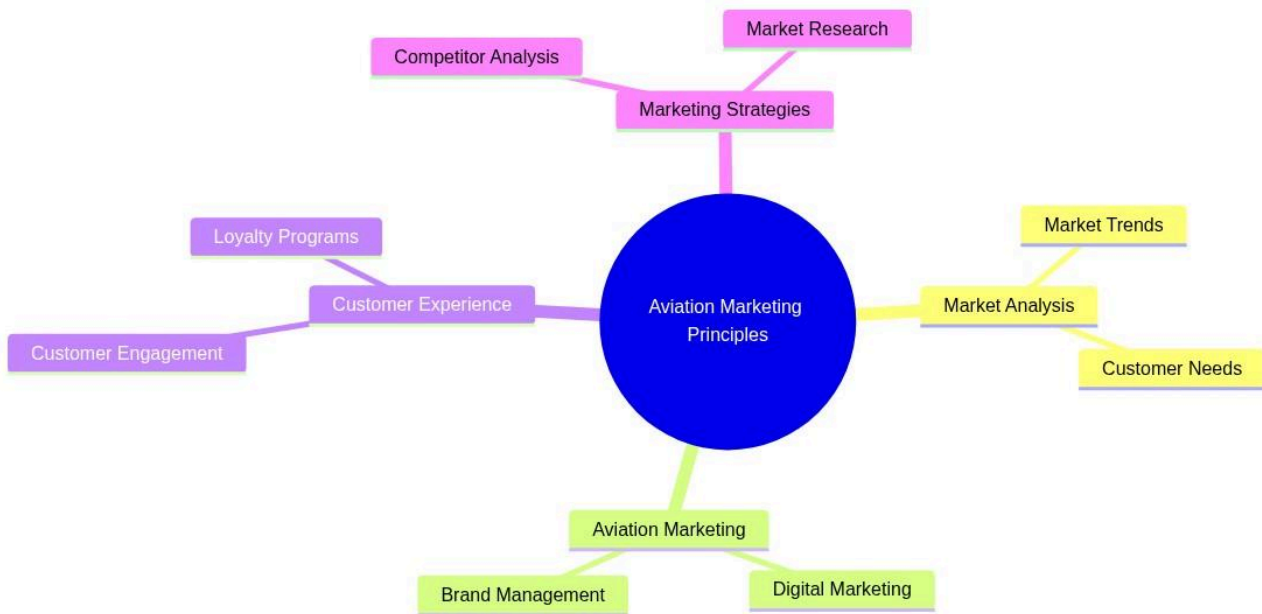 Market Research
Competitor Analysis
Marketing Strategies
Market Trends
Loyalty Programs
Customer Experience
Aviation Marketing
Principles
Market Analysis
Customer Engagement
Customer Needs
Aviation Marketing
Brand Management
Digital Marketing